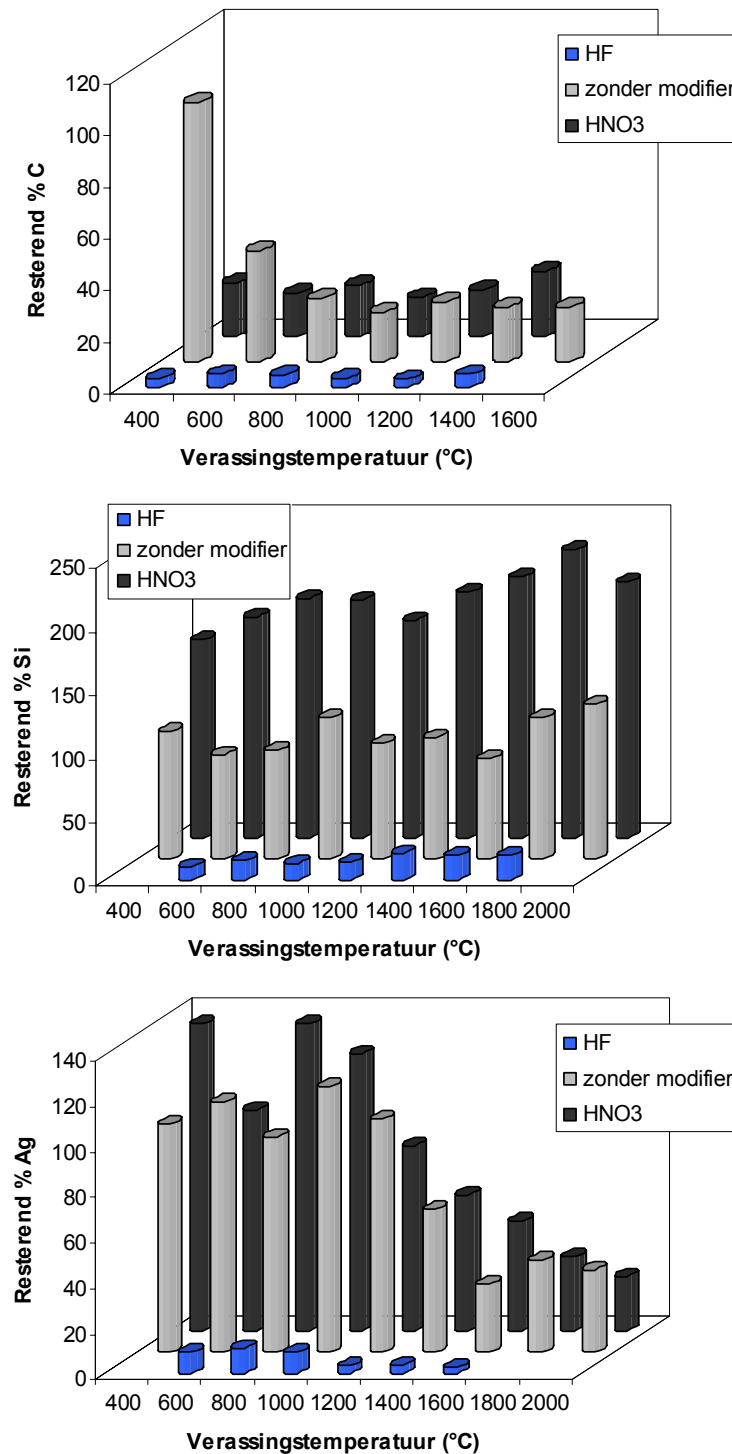 120
100
80
60
40
20
0
Resterend % C
HF
zonder modifier
HNO3
400 600 800 1000 1200 1400 1600
Verassingstemperatuur (°C)
250
200
150
100
50
0
Resterend % Si
HF
zonder modifier
HNO3
400 600 800 1000 1200 1400 1600 1800 2000
Verassingstemperatuur (°C)
140
120
100
80
60
40
20
0
Resterend % Ag
HF
zonder modifier
HNO3
400 600 800 1000 1200 1400 1600 1800 2000
Verassingstemperatuur (°C)